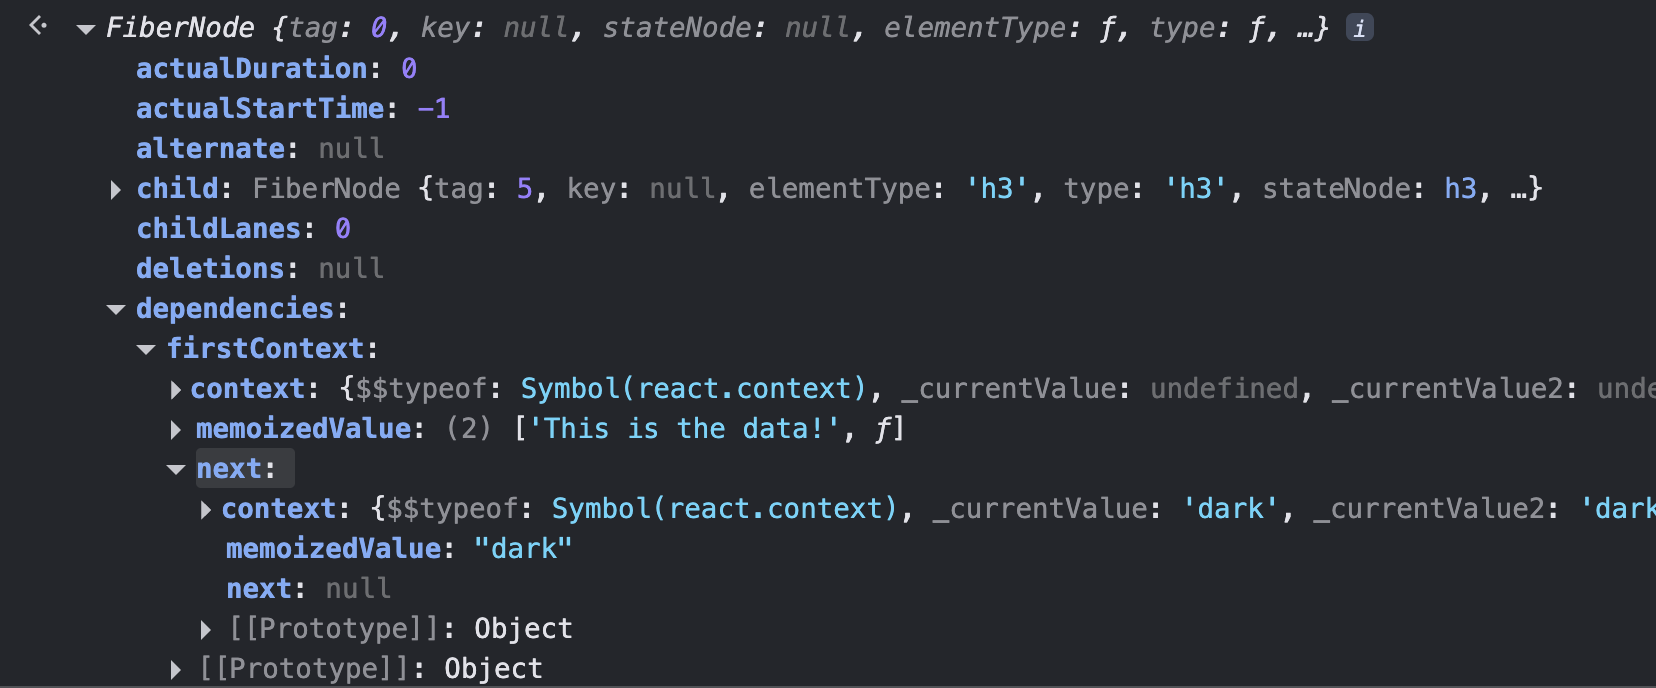 FiberNode {tag: 0, key: null, stateNode: null, elementType: ƒ, type: ƒ, …} i
actualDuration: 0
actualStartTime: -1
alternate: null
child: FiberNode {tag: 5, key: null, elementType: 'h3', type: 'h3', stateNode: h3, …}
childLanes: 0
deletions: null
dependencies:
firstContext:
context: {$$typeof: Symbol(react.context), _currentValue: undefined, _currentValue2: unde
memoizedValue: (2) ['This is the data!', ƒ]
next:
context: {$$typeof: Symbol(react.context), _currentValue: 'dark', _currentValue2: 'dark
memoizedValue: "dark"
next: null
[[Prototype]]: Object
[[Prototype]]: Object